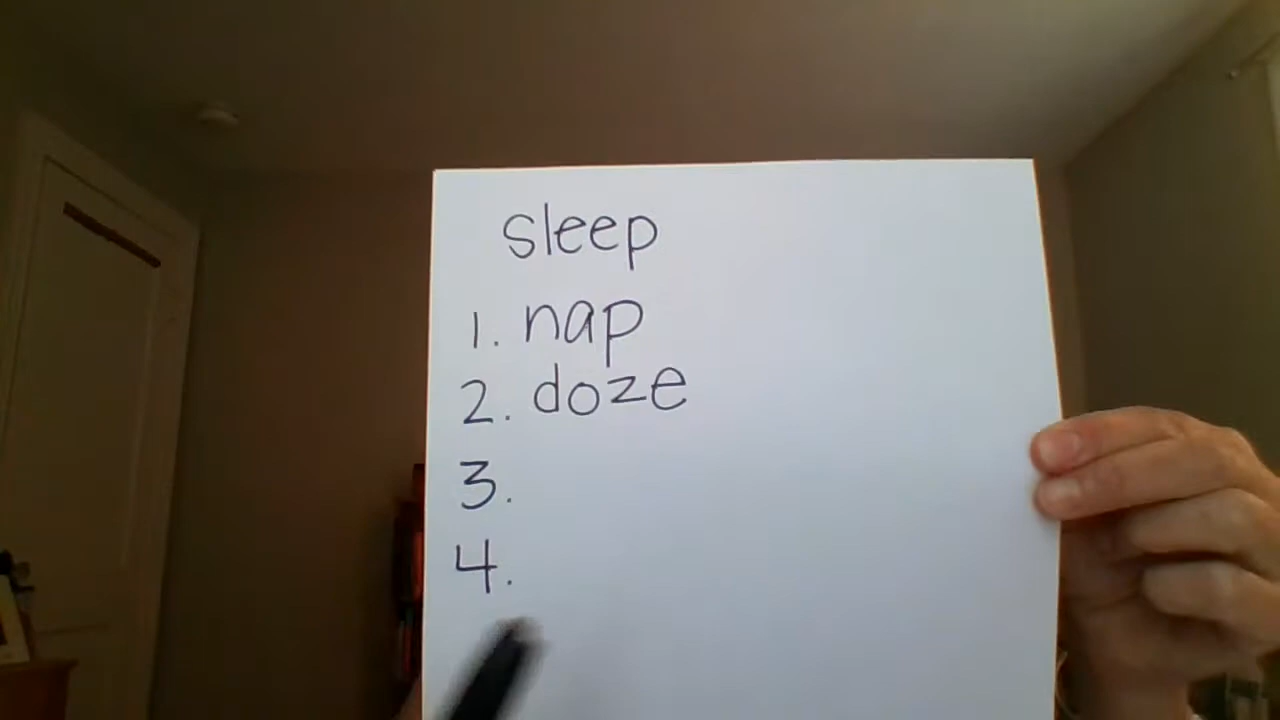 sleep
1. nap
2. doze
3.
4.